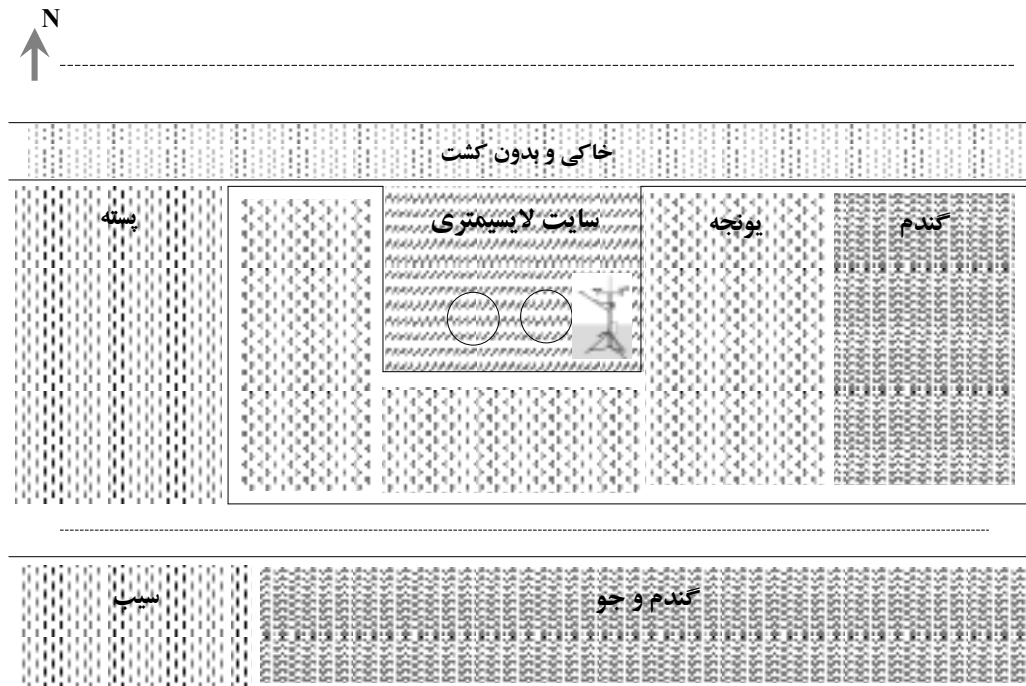 N
خاکی و بدون کشت
گندم
یونجه
سایت لایسیمتری
پسته
گندم و جو
سیب